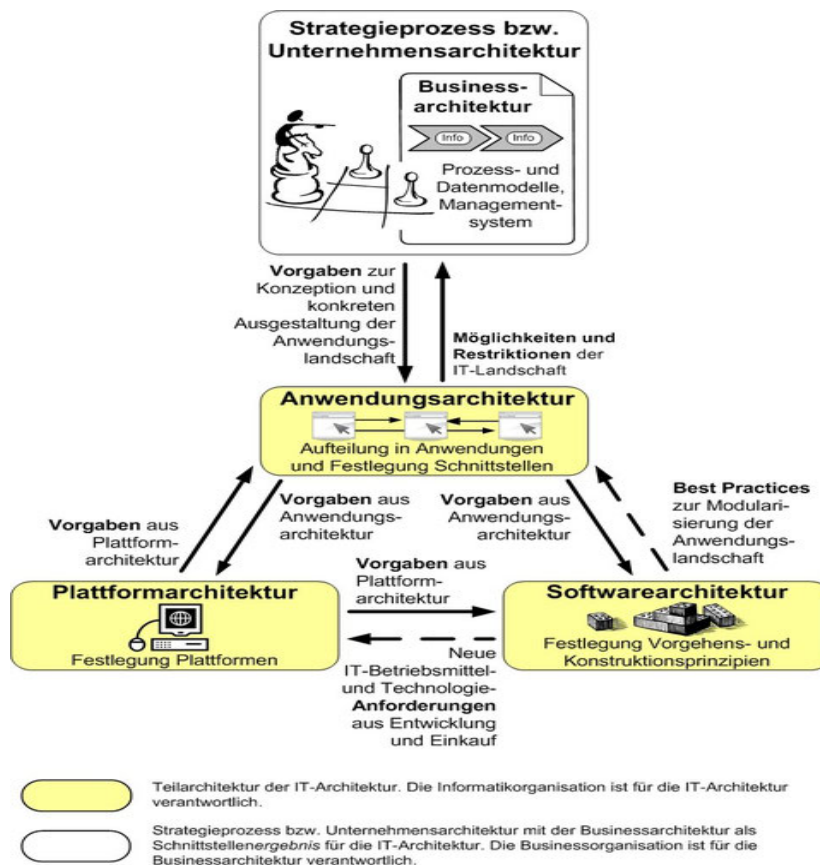 Strategieprozess bzw.
Unternehmensarchitektur
Business-
architektur
Info
Info
Prozess- und
Datenmodelle,
Management-
system
Vorgaben zur
Konzeption und
konkreten
Ausgestaltung der
Anwendungs-
landschaft
Möglichkeiten und
Restriktionen der
IT-Landschaft
Anwendungsarchitektur
Aufteilung in Anwendungen
und Festlegung Schnittstellen
Vorgaben aus
Plattform-
architektur
Vorgaben aus
Anwendungs-
architektur
Vorgaben aus
Anwendungs-
architektur
Best Practices
zur Modulari-
sierung der
Anwendungs-
landschaft
Plattformarchitektur
Festlegung Plattformen
Vorgaben aus
Plattform-
architektur
Softwarearchitektur
Festlegung Vorgehens- und
Konstruktionsprinzipien
Neue
IT-Betriebsmittel-
und Technologie-
Anforderungen
aus Entwicklung
und Einkauf
Teilarchitektur der IT-Architektur. Die Informatikorganisation ist für die IT-Architektur
verantwortlich.
Strategieprozess bzw. Unternehmensarchitektur mit der Businessarchitektur als
Schnittstellenergebnis für die IT-Architektur. Die Businessorganisation ist für die
Businessarchitektur verantwortlich.